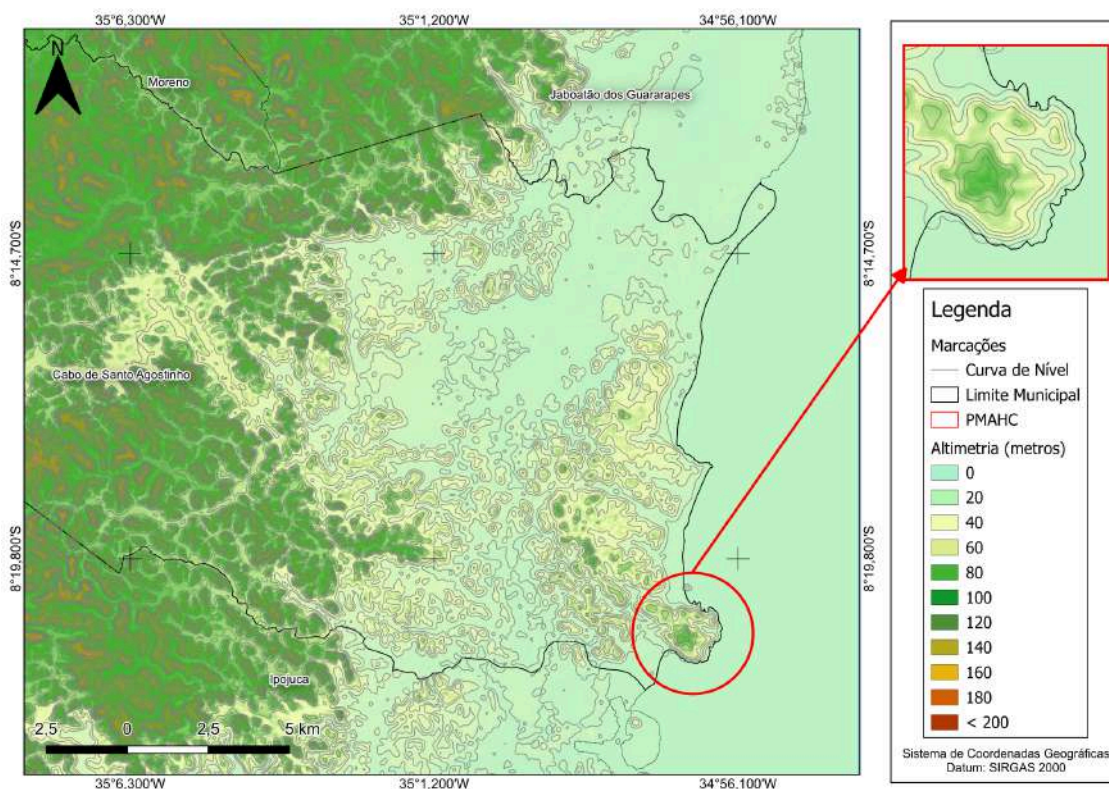 35°6,300'W 35°1,200'W 34°56,100'W
N
Moreno
Jaboatão dos Guararapes
8°14,700'S 8°14,700'S
Cabo de Santo Agostinho
8°19,800'S 8°19,800'S
Ipojuca
2,5 0 2,5 5 km
35°6,300'W 35°1,200'W 34°56,100'W
Legenda
Marcações
Curva de Nível
Limite Municipal
PMAHC
Altimetria (metros)
0
20
40
60
80
100
120
140
160
180
< 200
Sistema de Coordenadas Geográficas
Datum: SIRGAS 2000